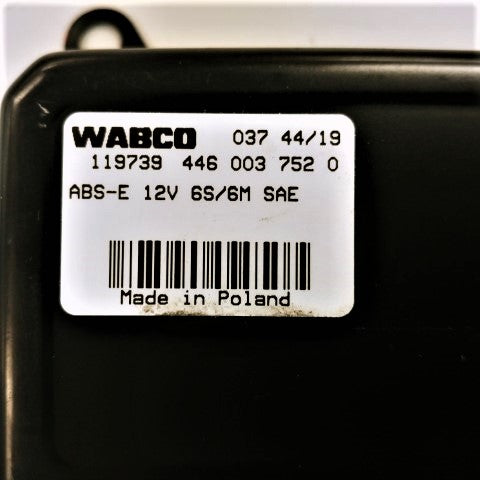 WABCO 037 44/19
119739 446 003 752 0
ABS-E 12V 6S/6M SAE
Made in Poland